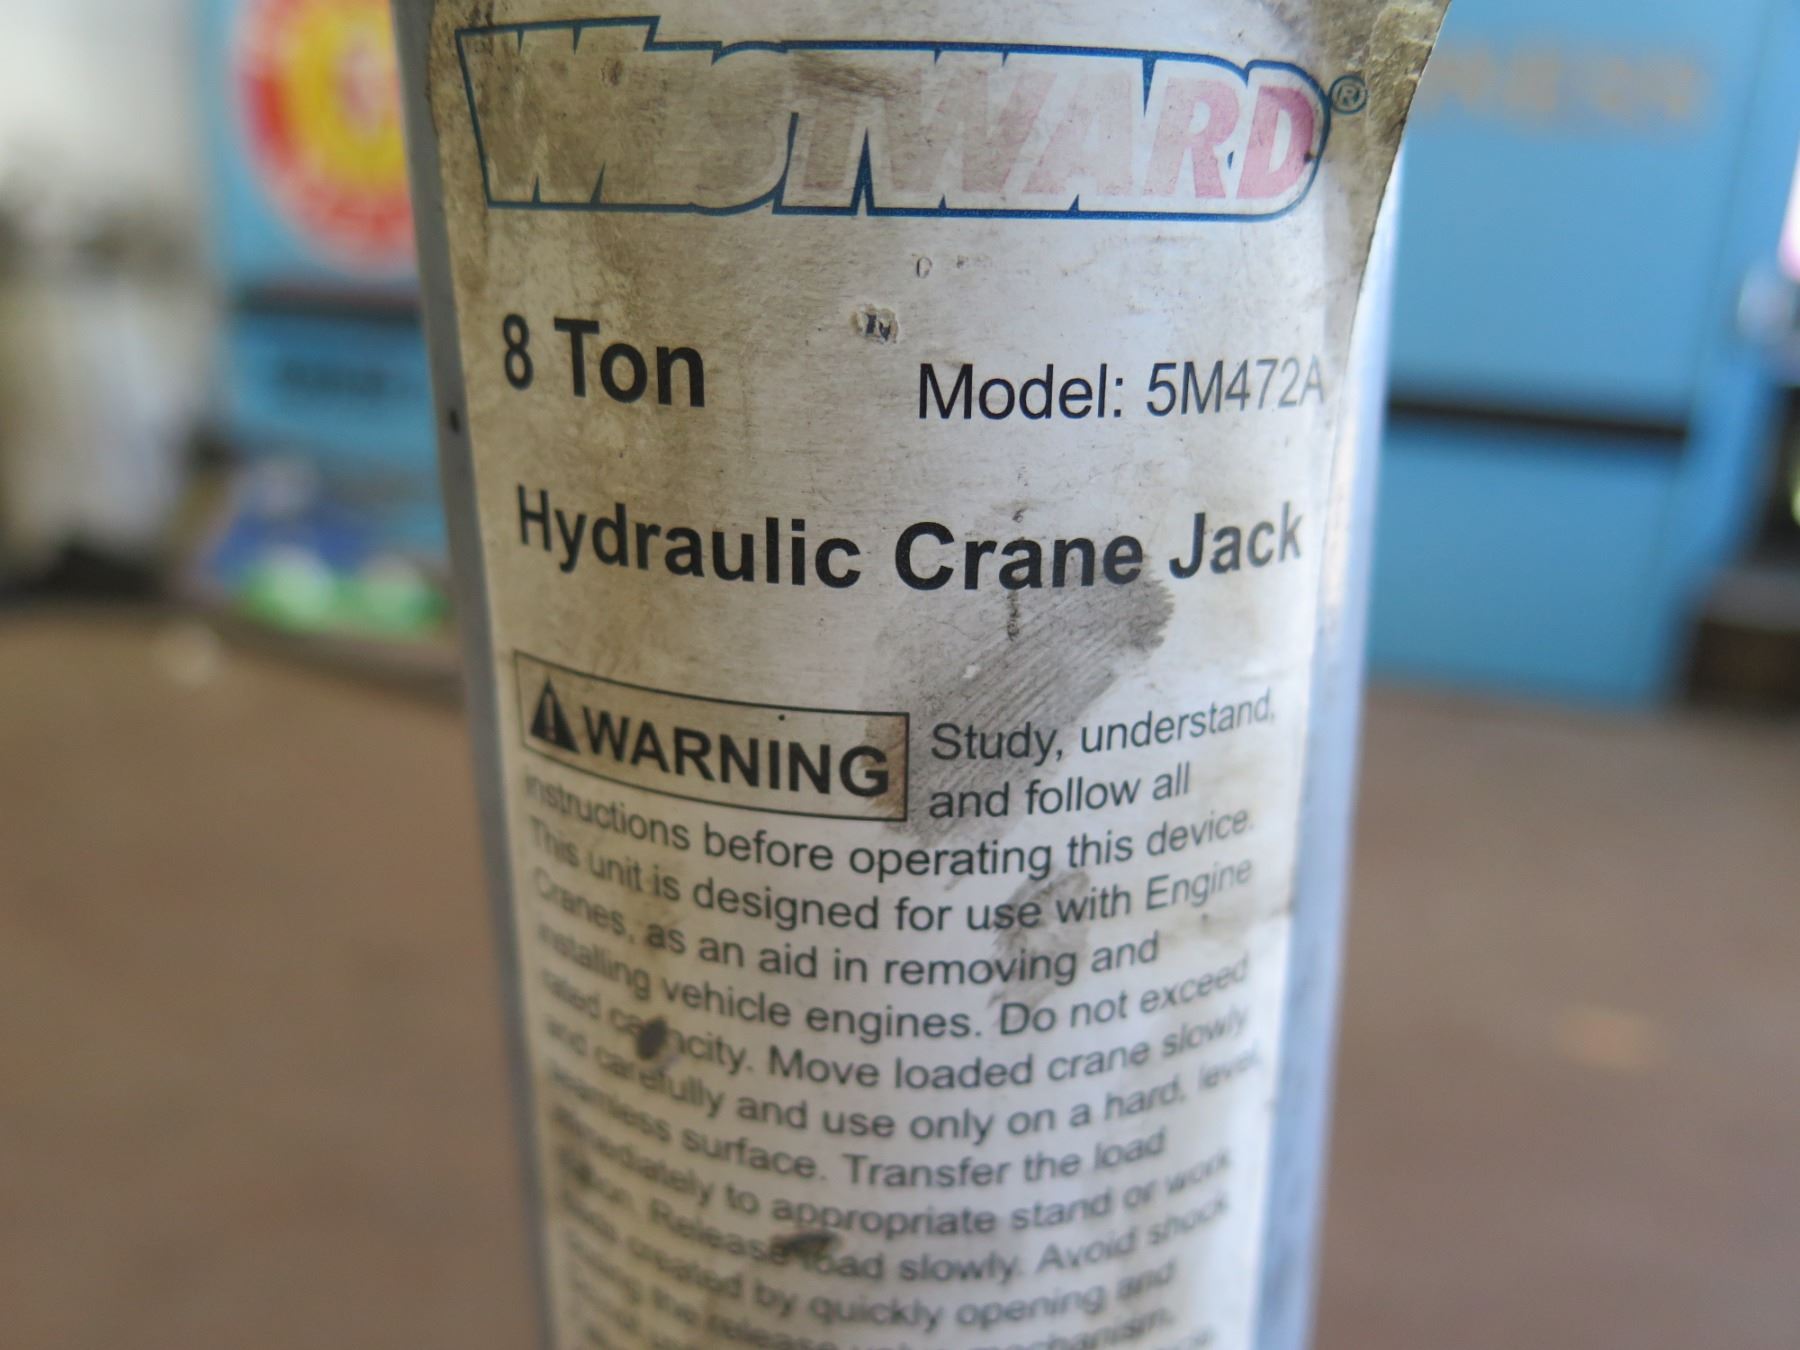 WESTWARD®
8 Ton
Model: 5M472A
Hydraulic Crane Jack
WARNING
Study, understand,
and follow all
instructions before operating this device.
This unit is designed for use with Engine
Cranes, as an aid in removing and
installing vehicle engines. Do not exceed
rated capacity. Move loaded crane slowly
and carefully and use only on a hard, level,
seamless surface. Transfer the load
immediately to appropriate stand or work
Release load slowly. Avoid shock
created by quickly opening and
the release mechanism.